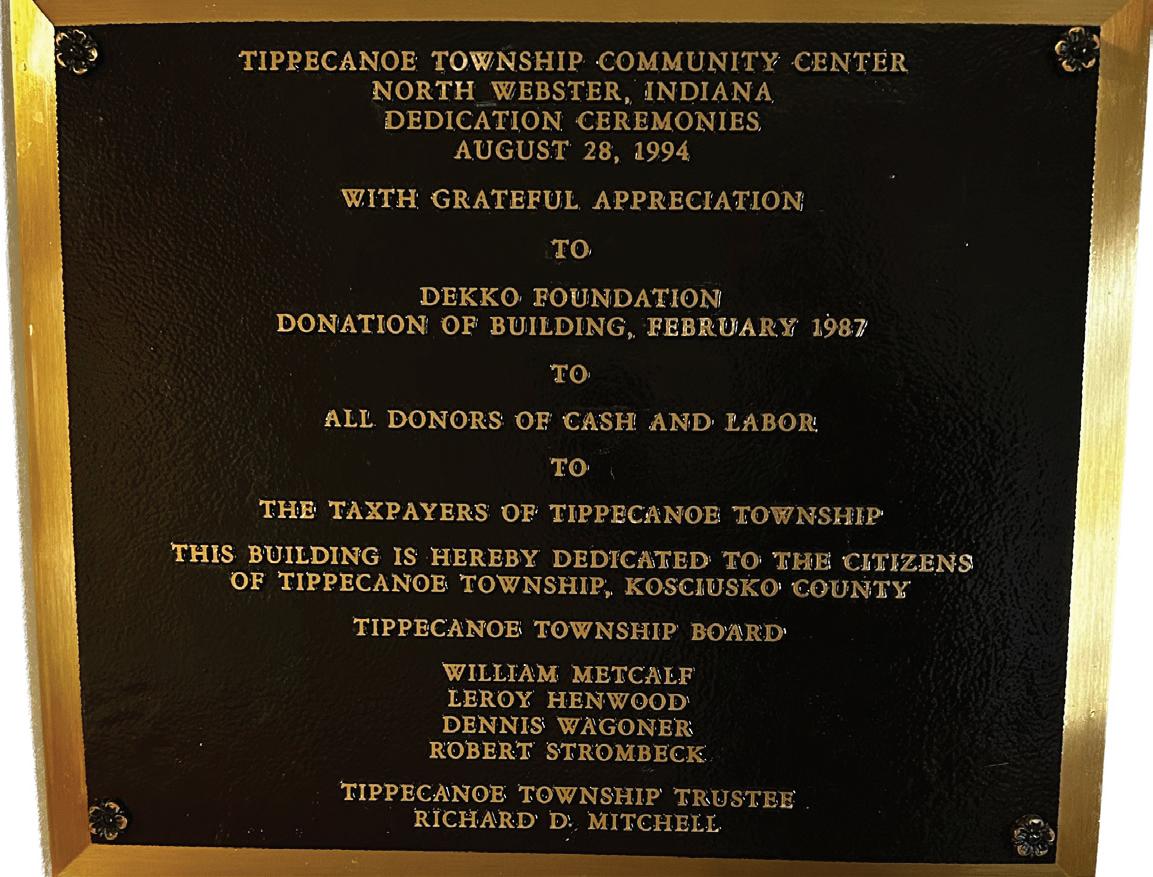 TIPPECANOE TOWNSHIP COMMUNITY CENTER
NORTH WEBSTER, INDIANA
DEDICATION CEREMONIES
AUGUST 28, 1994
WITH GRATEFUL APPRECIATION
TO
DEKKO FOUNDATION
DONATION OF BUILDING, FEBRUARY 1987
TO
ALL DONORS OF CASH AND LABOR
TO
THE TAXPAYERS OF TIPPECANOE TOWNSHIP
THIS BUILDING IS HEREBY DEDICATED TO THE CITIZENS
OF TIPPECANOE TOWNSHIP, KOSCIUSKO COUNTY
TIPPECANOE TOWNSHIP BOARD
WILLIAM METCALF
LEROY HENWOOD
DENNIS WAGONER
ROBERT STROMBECK
TIPPECANOE TOWNSHIP TRUSTEE
RICHARD D. MITCHELL